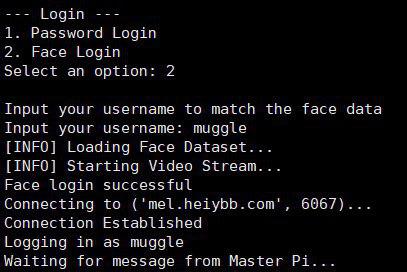 --- Login ---
1. Password Login
2. Face Login
Select an option: 2

Input your username to match the face data
Input your username: muggle
[INFO] Loading Face Dataset...
[INFO] Starting Video Stream...
Face login successful
Connecting to ('mel.heiybb.com', 6067)...
Connection Established
Logging in as muggle
Waiting for message from Master Pi...